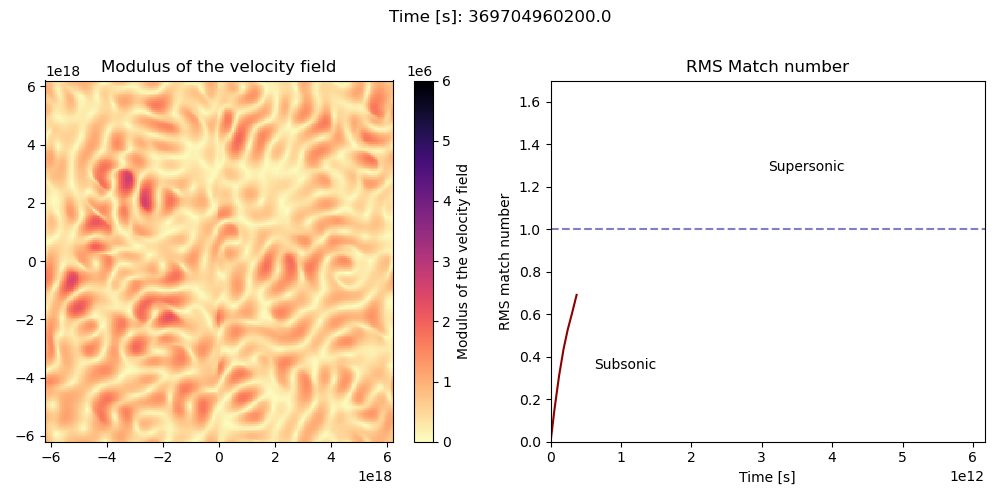 Time [s]: 369704960200.0
1e18 Modulus of the velocity field
6
4
2
0
−2
−4
−6
−6 −4 −2 0 2 4 6
1e18
1e6
6
5
4
3
2
1
0
Modulus of the velocity field
RMS Match number
RMS match number
1.6
1.4
1.2
1.0
0.8
0.6
0.4
0.2
0.0
Supersonic
Subsonic
0 1 2 3 4 5 6
Time [s]
1e12